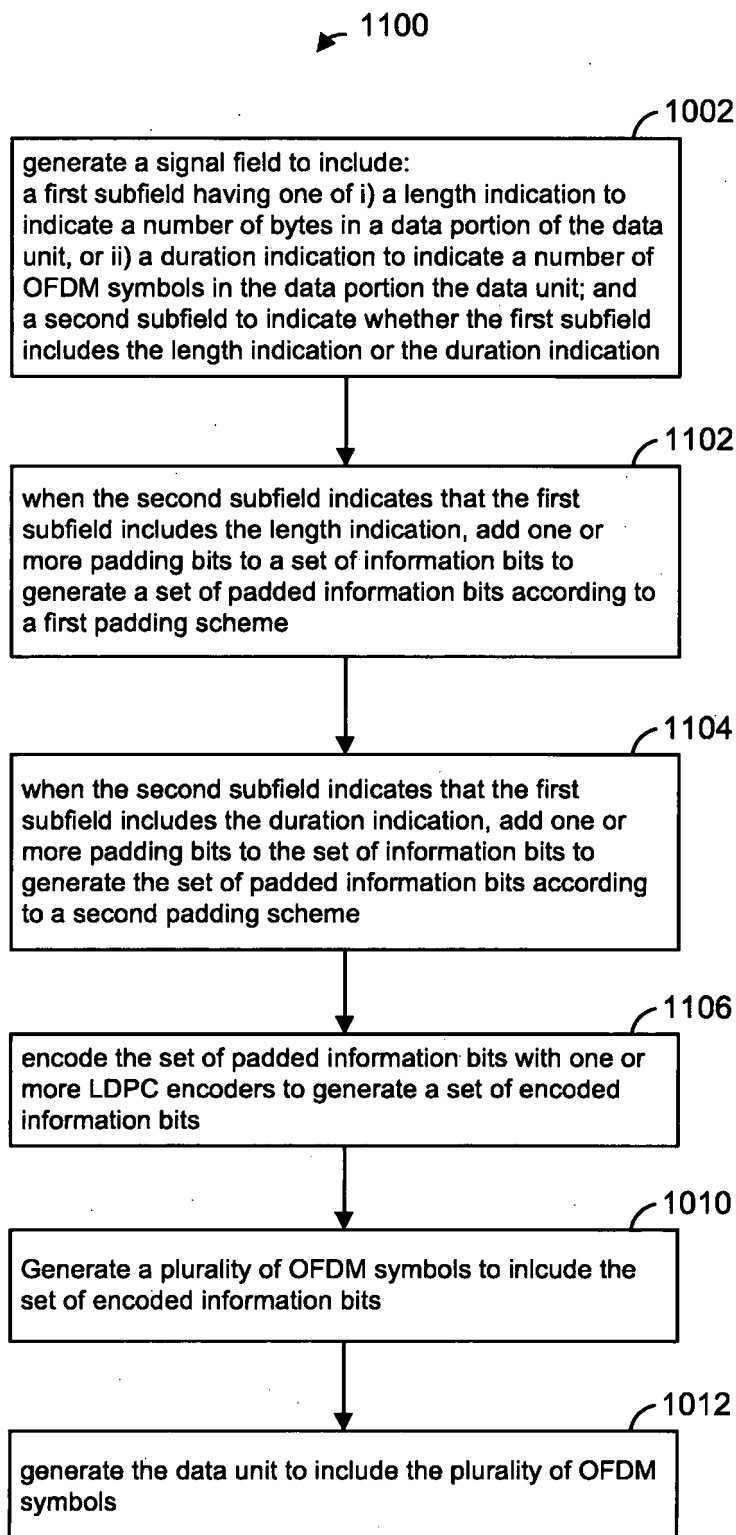 1100
1002
generate a signal field to include:
a first subfield having one of i) a length indication to
indicate a number of bytes in a data portion of the data
unit, or ii) a duration indication to indicate a number of
OFDM symbols in the data portion the data unit; and
a second subfield to indicate whether the first subfield
includes the length indication or the duration indication
1102
when the second subfield indicates that the first
subfield includes the length indication, add one or
more padding bits to a set of information bits to
generate a set of padded information bits according to
a first padding scheme
1104
when the second subfield indicates that the first
subfield includes the duration indication, add one or
more padding bits to the set of information bits to
generate the set of padded information bits according
to a second padding scheme
1106
encode the set of padded information bits with one or
more LDPC encoders to generate a set of encoded
information bits
1010
Generate a plurality of OFDM symbols to inlcude the
set of encoded information bits
1012
generate the data unit to include the plurality of OFDM
symbols